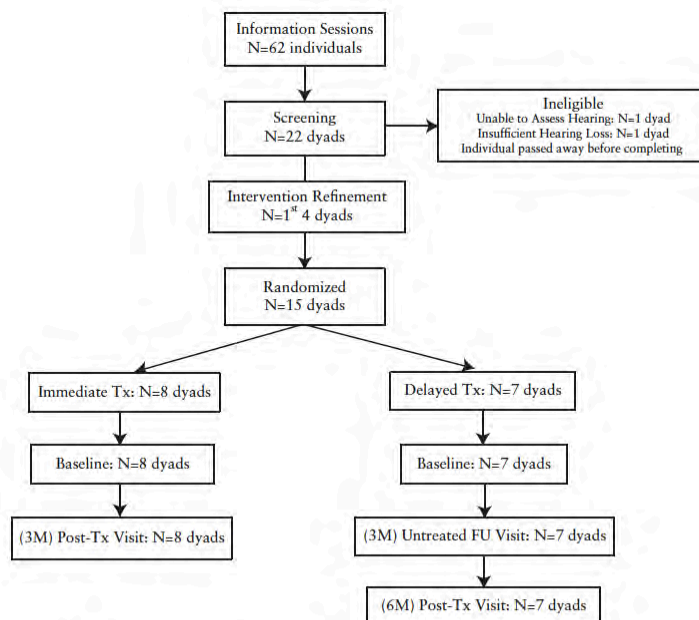 Information Sessions
N=62 individuals
Screening
N=22 dyads
Ineligible
Unable to Assess Hearing: N=1 dyad
Insufficient Hearing Loss: N=1 dyad
Individual passed away before completing
Intervention Refinement
N=1st 4 dyads
Randomized
N=15 dyads
Immediate Tx: N=8 dyads
Delayed Tx: N=7 dyads
Baseline: N=8 dyads
Baseline: N=7 dyads
(3M) Post-Tx Visit: N=8 dyads
(3M) Untreated FU Visit: N=7 dyads
(6M) Post-Tx Visit: N=7 dyads